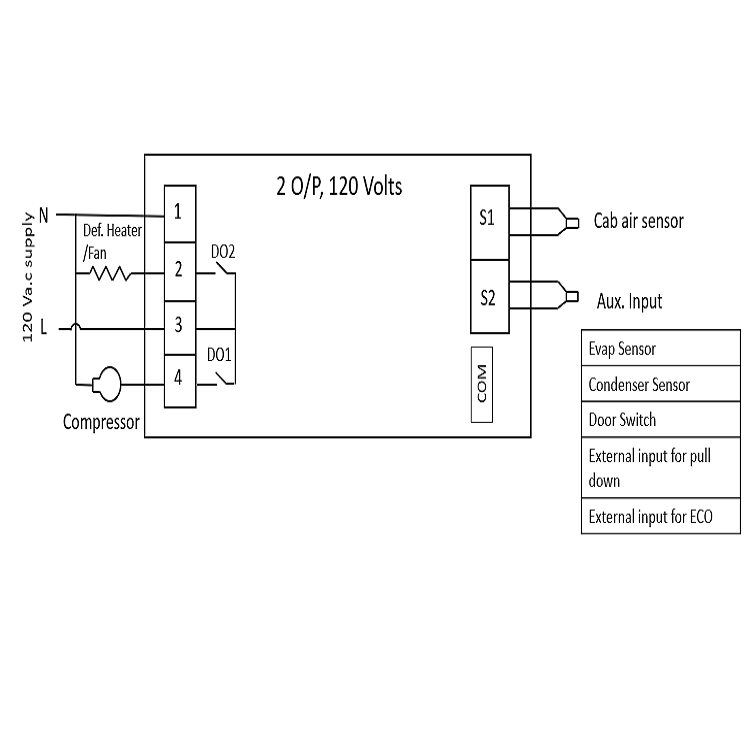 2 O/P, 120 Volts
120 Va.c supply
N
L
Def. Heater
/Fan
Compressor
1
2
3
4
DO2
DO1
S1
S2
COM
Cab air sensor
Aux. Input
Evap Sensor
Condenser Sensor
Door Switch
External input for pull
down
External input for ECO